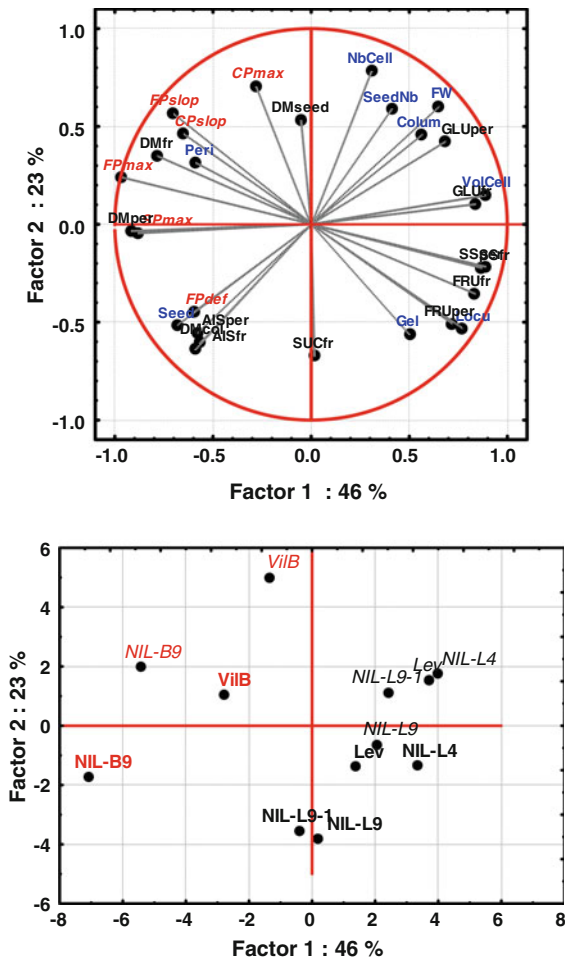 1.0
0.5
0.0
-0.5
-1.0
Factor 2 : 23 %
NbCell
CPmax
SeedNb
FW
FPslop
DMseed
CPslop
Colum
GLUper
DMfr
Peri
FPmax
VolCell
GLUfr
DMper
FPdef
Seed
FRUfr
AISper
DMcol
AISfr
FRUper
Locu
Gel
SUCfr
-1.0 -0.5 0.0 0.5 1.0
Factor 1 : 46 %
6
4
2
0
-2
-4
-6
Factor 2 : 23 %
VilB
NIL-B9
VilB
NIL-L9-1
Lev
NIL-L4
NIL-L9
NIL-B9
Lev
NIL-L4
NIL-L9-1
NIL-L9
-8 -6 -4 -2 0 2 4 6 8
Factor 1 : 46 %